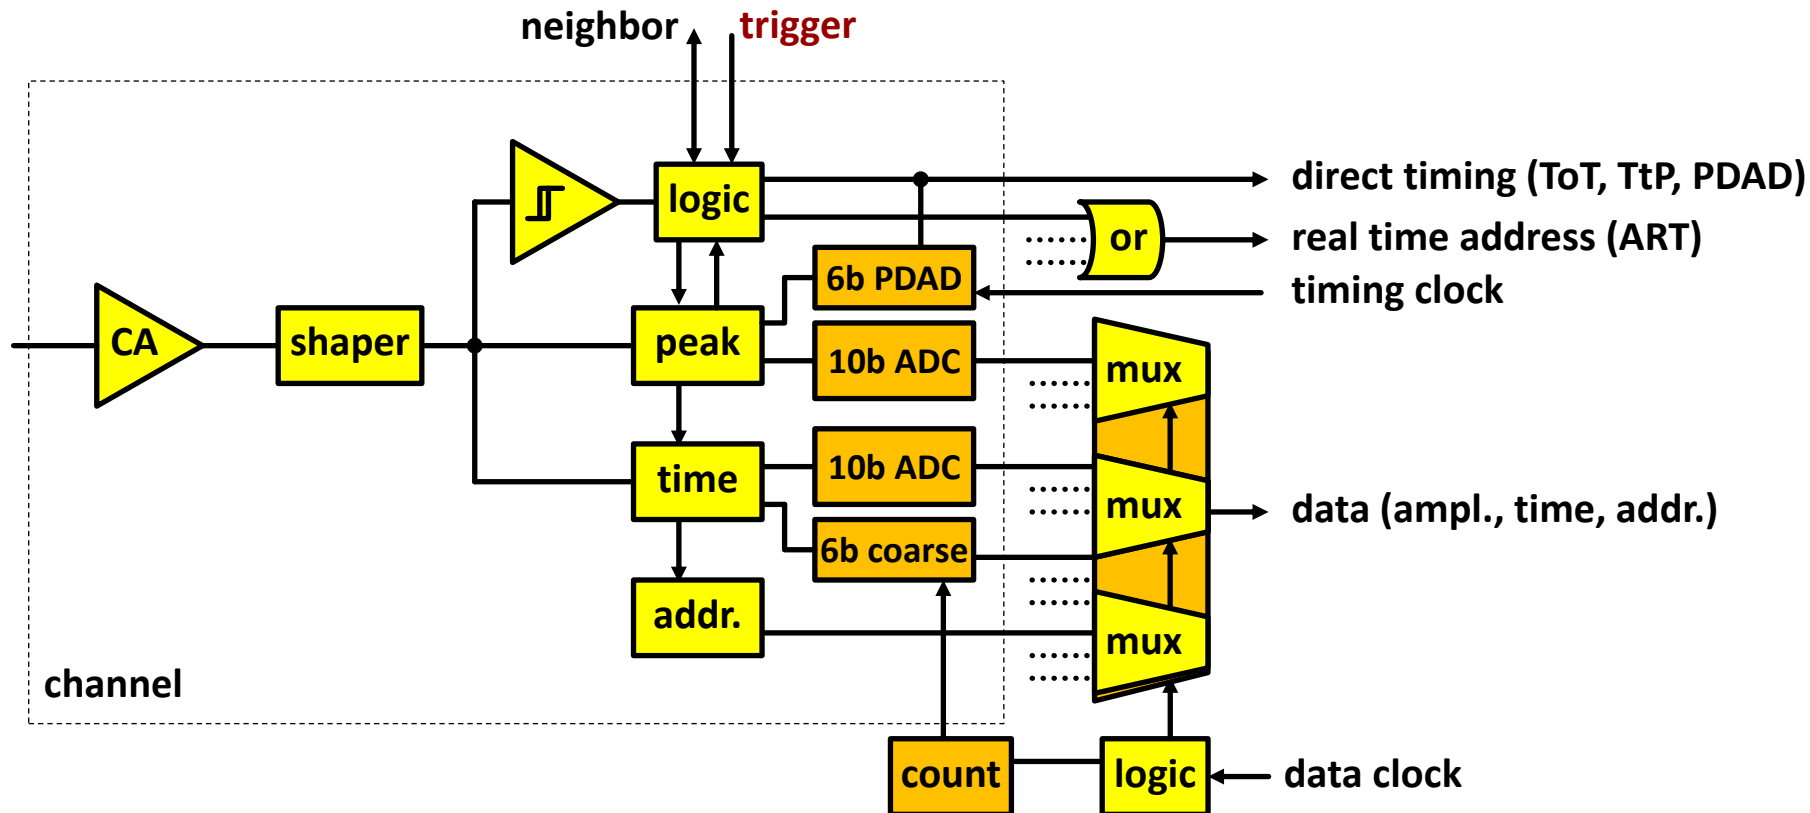 neighbor
trigger
logic
direct timing (ToT, TtP, PDAD)
or
real time address (ART)
6b PDAD
timing clock
CA
shaper
peak
10b ADC
mux
time
10b ADC
mux
data (ampl., time, addr.)
6b coarse
addr.
mux
channel
count
logic
data clock